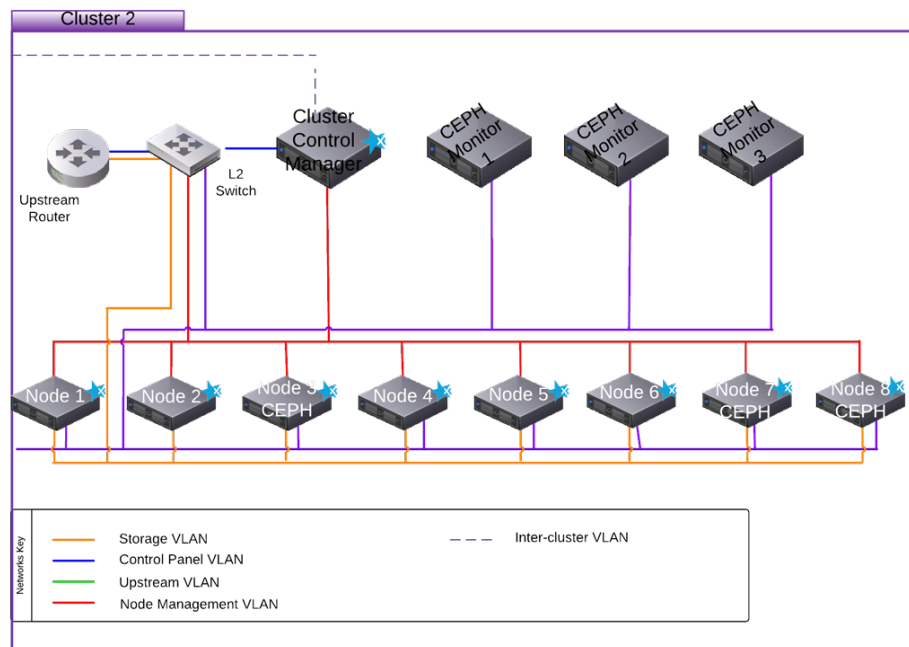 Cluster 2
Cluster
Control
Manager
CEPH
Monitor
1
CEPH
Monitor
2
CEPH
Monitor
3
L2
Switch
Upstream
Router
Node 1
Node 2
Node 3
CEPH
Node 4
Node 5
Node 6
Node 7
CEPH
Node 8
CEPH
Networks Key
Storage VLAN
Control Panel VLAN
Upstream VLAN
Node Management VLAN
Inter-cluster VLAN